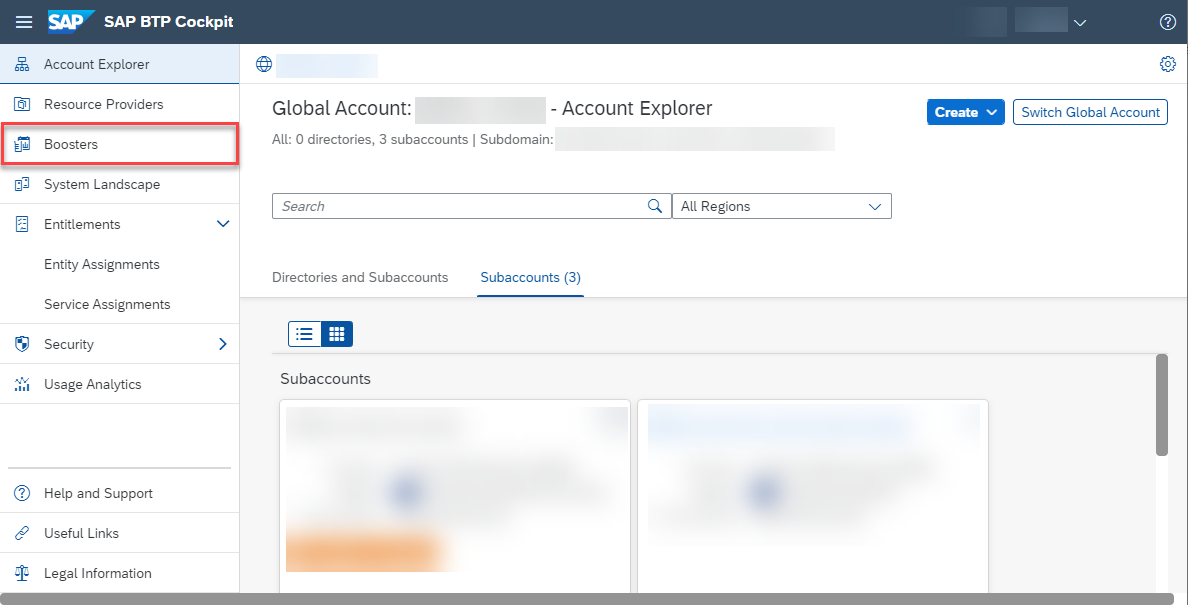 SAP SAP BTP Cockpit
Account Explorer
Resource Providers
Boosters
System Landscape
Entitlements
Entity Assignments
Service Assignments
Security
Usage Analytics
Help and Support
Useful Links
Legal Information
Global Account: - Account Explorer
All: 0 directories, 3 subaccounts | Subdomain:
Create
Switch Global Account
Search
All Regions
Directories and Subaccounts
Subaccounts (3)
Subaccounts